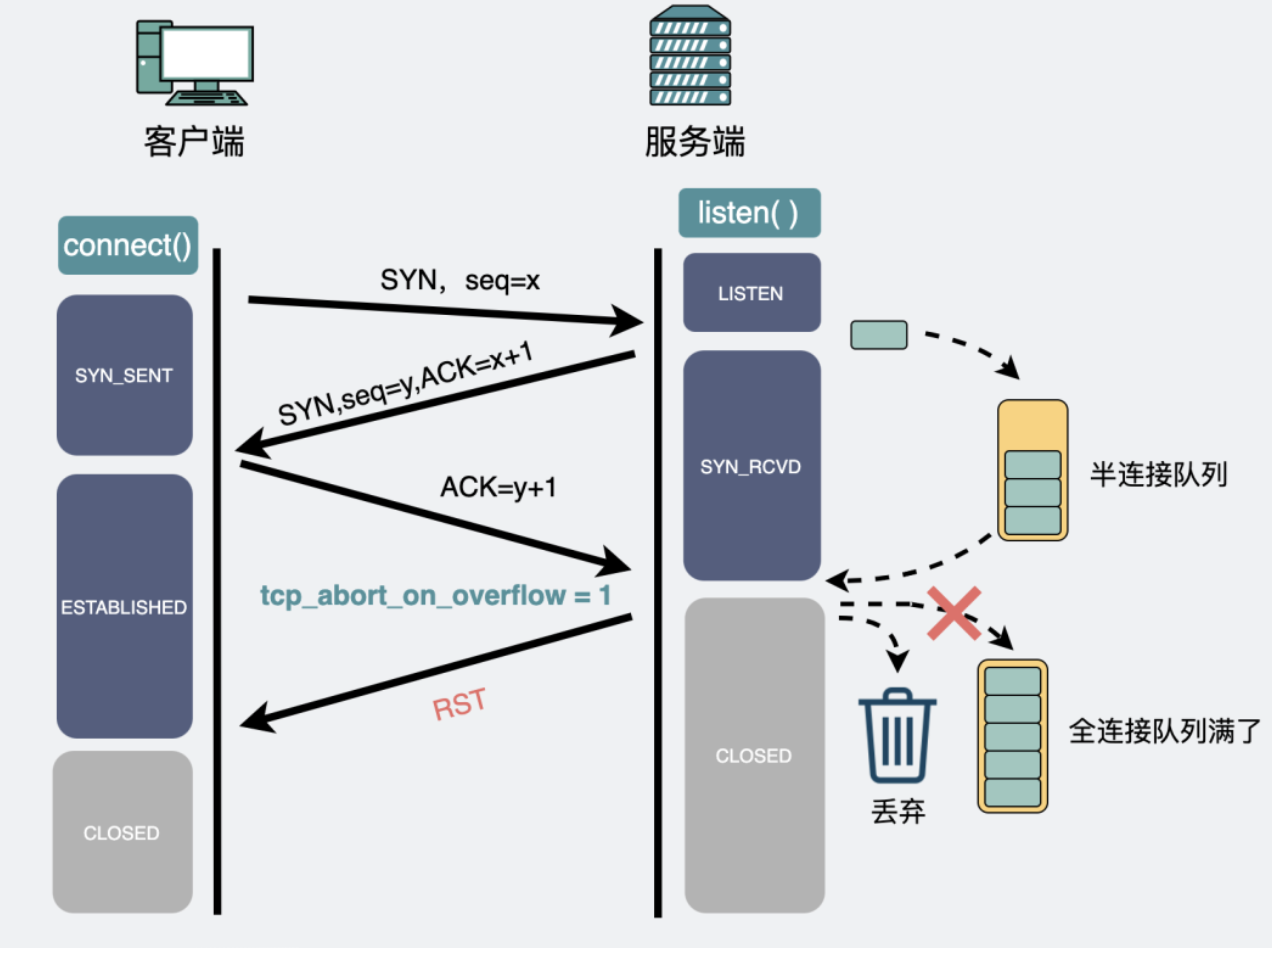 客户端
服务端
connect()
listen( )
SYN，seq=x
LISTEN
SYN_SENT
SYN,seq=y,ACK=x+1
SYN_RCVD
半连接队列
ACK=y+1
tcp_abort_on_overflow = 1
ESTABLISHED
RST
全连接队列满了
CLOSED
丢弃
CLOSED